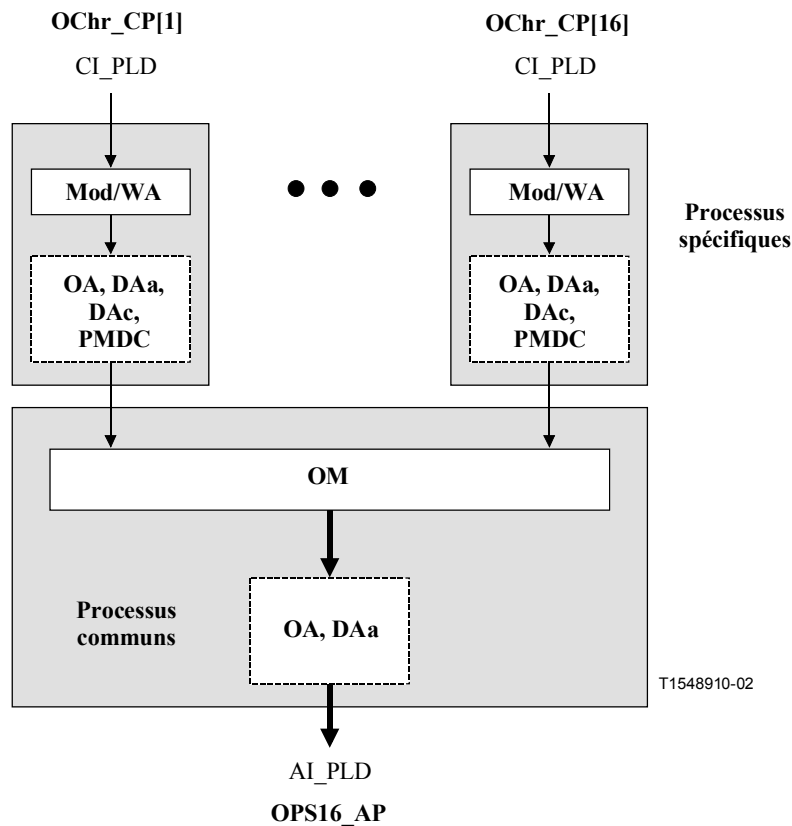 OChr_CP[1]
OChr_CP[16]
CI_PLD
CI_PLD
Mod/WA
Mod/WA
Processus
spécifiques
OA, DAa,
DAc,
PMDC
OA, DAa,
DAc,
PMDC
OM
Processus
communs
OA, DAa
T1548910-02
AI_PLD
OPS16_AP